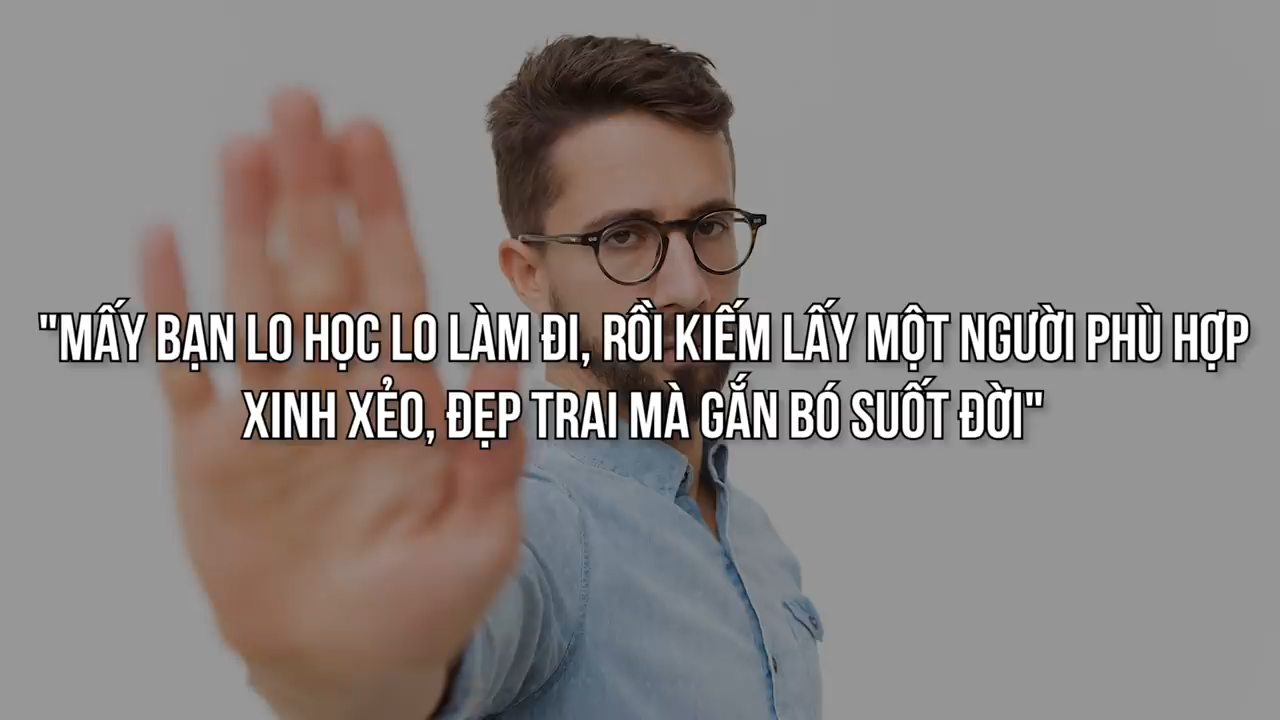 "MẤY BẠN LO HỌC LO LÀM ĐI, RỒI KIẾM LẤY MỘT NGƯỜI PHÙ HỢP
XINH XẺO, ĐẸP TRAI MÀ GẮN BÓ SUỐT ĐỜI"